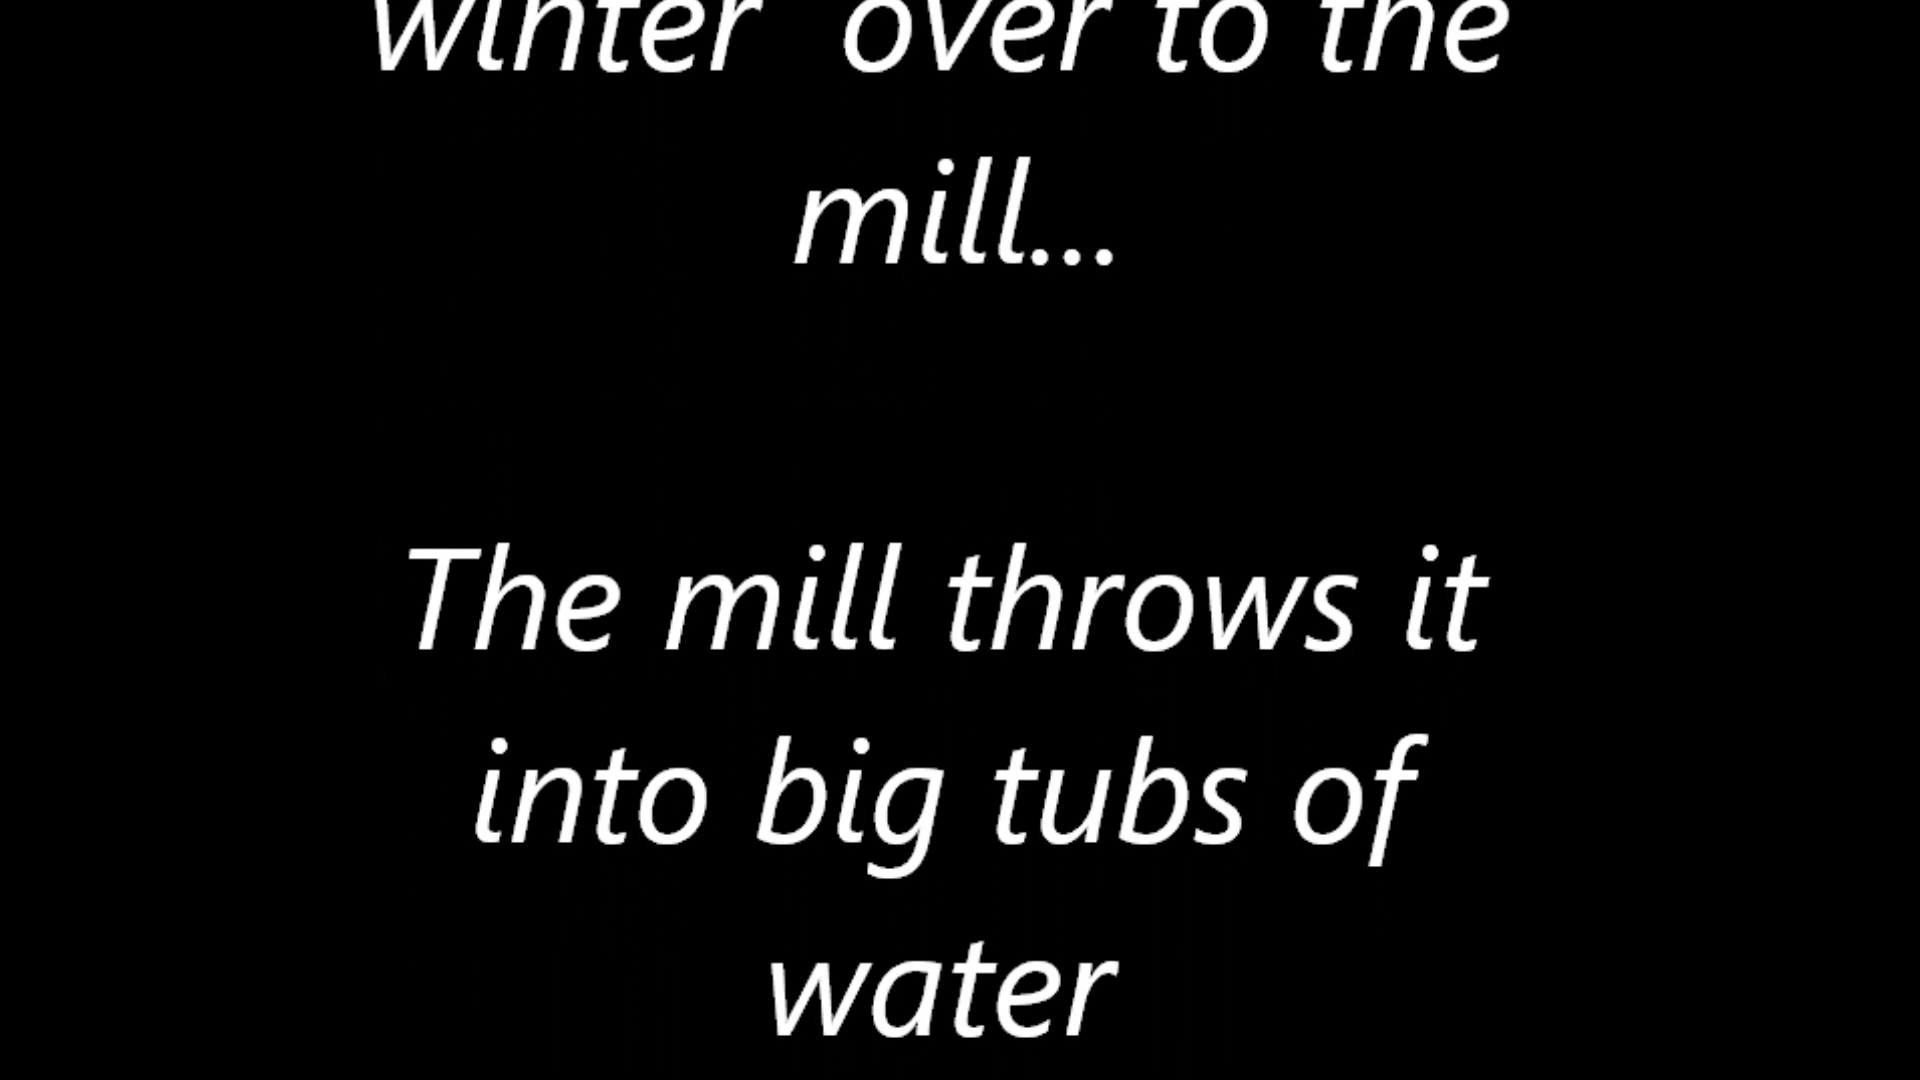 winter over to the
mill...
The mill throws it
into big tubs of
water